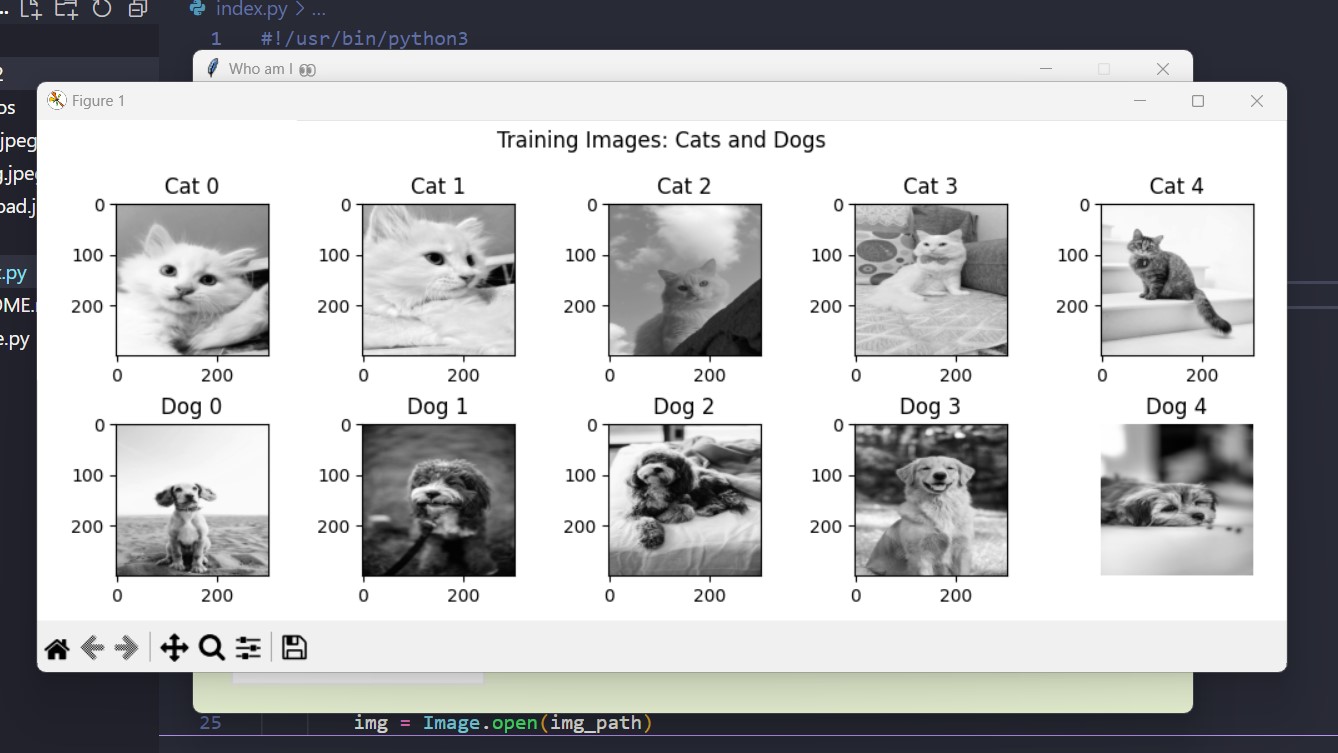 index.py > ...
1 #!/usr/bin/python3
2
Who am I 👀
os
Figure 1
.jpeg
g.jpeg
pad.j
t.py
OME.
e.py
Training Images: Cats and Dogs
Cat 0 Cat 1 Cat 2 Cat 3 Cat 4
0 0 0 0 0
100 100 100 100 100
200 200 200 200 200
0 200 0 200 0 200 0 200 0 200
Dog 0 Dog 1 Dog 2 Dog 3 Dog 4
0 0 0 0
100 100 100 100
200 200 200 200
0 200 0 200 0 200 0 200
25 img = Image.open(img_path)